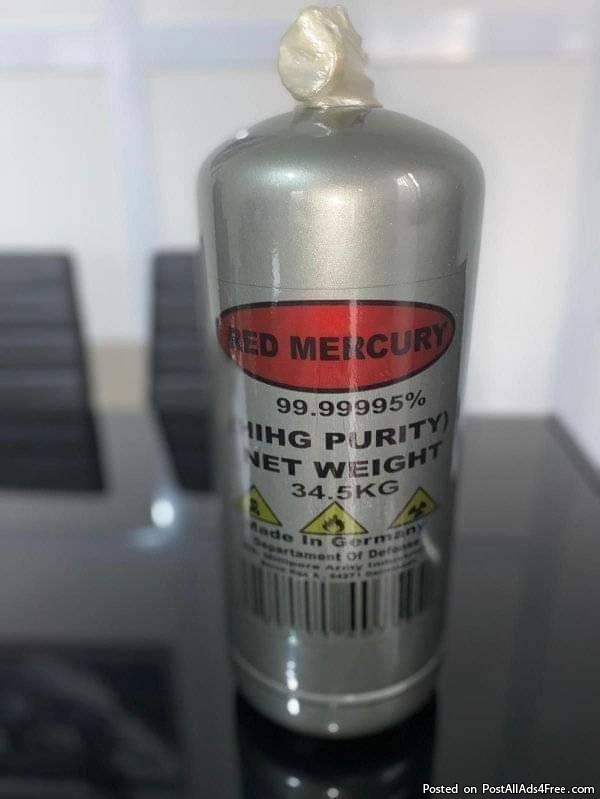 RED MERCURY
99.99995%
HIHG PURITY)
NET WEIGHT
34.5KG
Made In Germany
Departament Of Defense
Posted on PostAllAds4Free.com